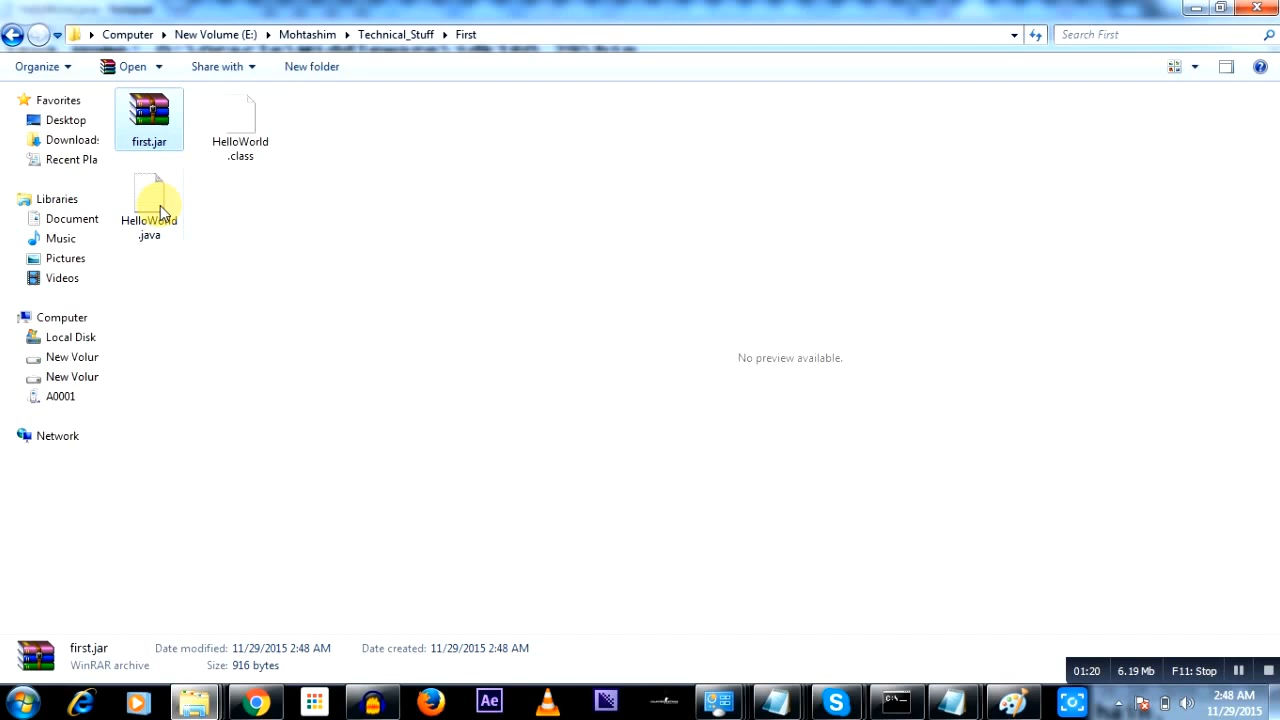 Computer New Volume (E:) Mohtashim Technical_Stuff First
Search First
Organize Open Share with New folder
Favorites
Desktop
Download:
Recent Pla
Libraries
Document
Music
Pictures
Videos
Computer
Local Disk
New Volur
New Volur
A0001
Network
first.jar
HelloWorld
.class
HelloWorld
.java
No preview available.
first.jar Date modified: 11/29/2015 2:48 AM Date created: 11/29/2015 2:48 AM
WinRAR archive Size: 916 bytes
01:20 6.19 Mb F11: Stop
Ae
C:\
2:48 AM
11/29/2015